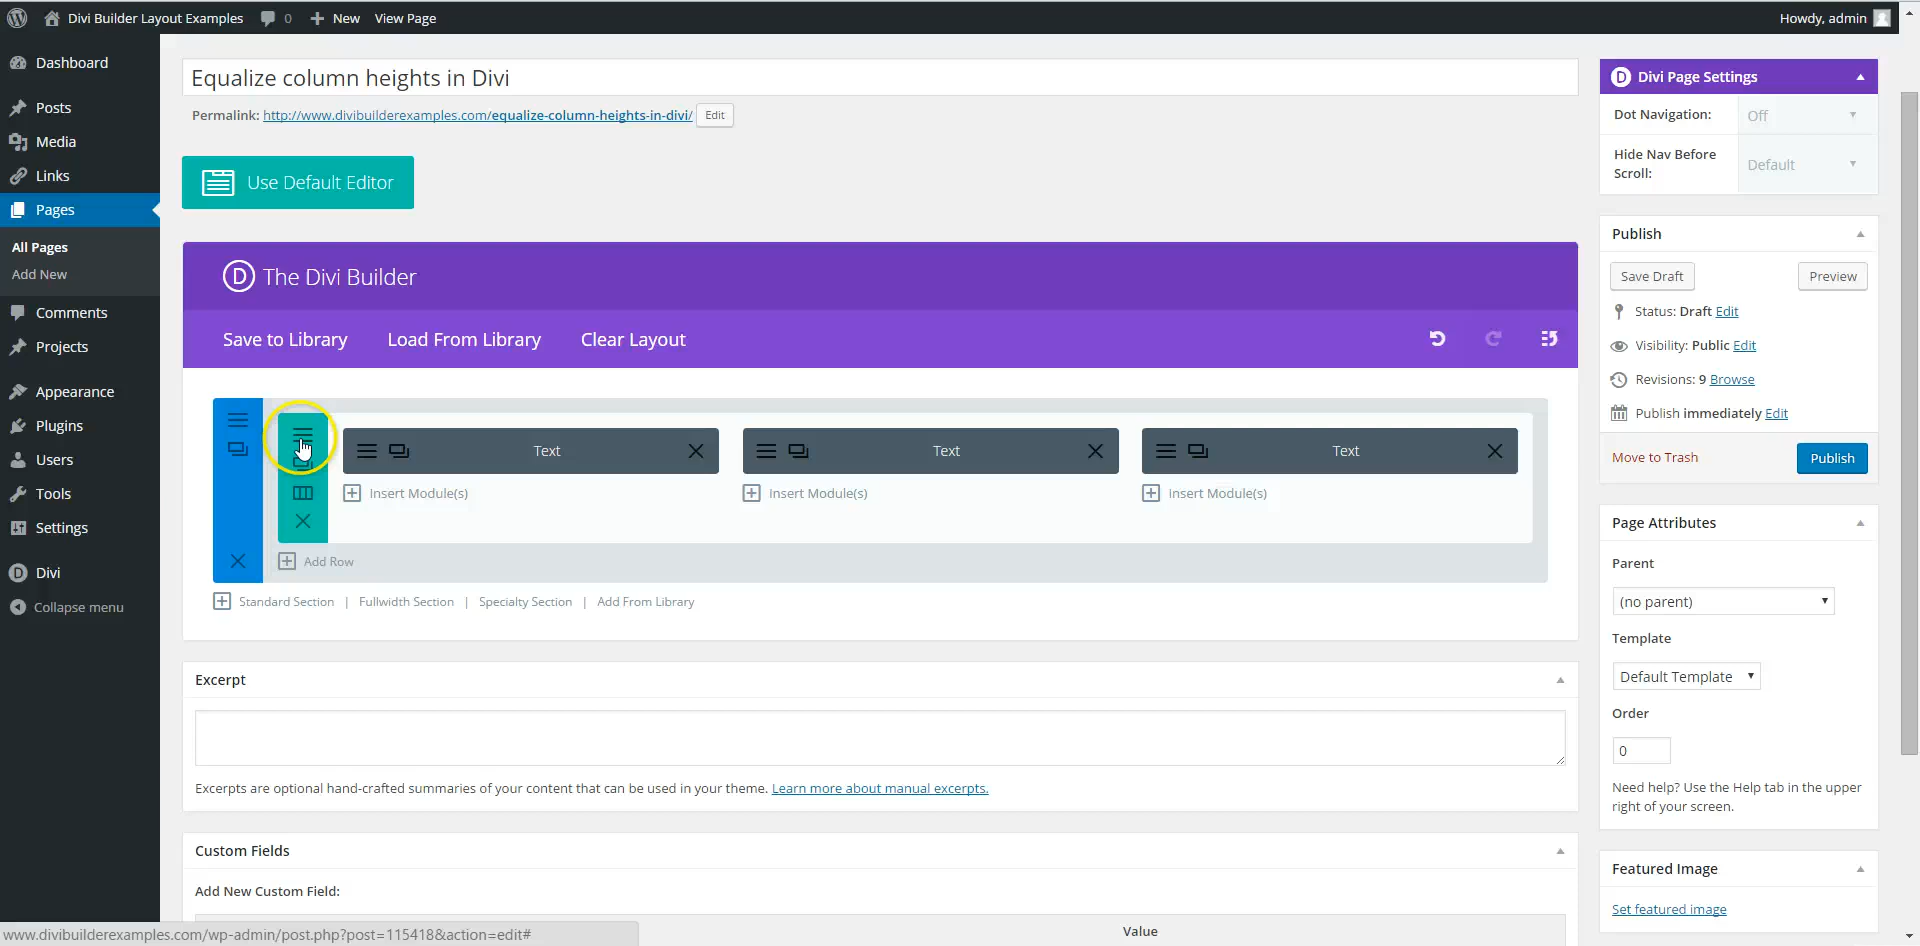 Divi Builder Layout Examples 0 New View Page Howdy, admin
Dashboard
Posts
Media
Links
Pages
All Pages
Add New
Comments
Projects
Appearance
Plugins
Users
Tools
Settings
Divi
Collapse menu
Equalize column heights in Divi
Permalink: http://www.divibuilderexamples.com/equalize-column-heights-in-divi/ Edit
Use Default Editor
D The Divi Builder
Save to Library Load From Library Clear Layout
Text Text Text
Insert Module(s) Insert Module(s) Insert Module(s)
Add Row
Standard Section | Fullwidth Section | Specialty Section | Add From Library
Excerpt
Excerpts are optional hand-crafted summaries of your content that can be used in your theme. Learn more about manual excerpts.
Custom Fields
Add New Custom Field:
Value
D Divi Page Settings
Dot Navigation: Off
Hide Nav Before
Scroll:
Default
Publish
Save Draft Preview
Status: Draft Edit
Visibility: Public Edit
Revisions: 9 Browse
Publish immediately Edit
Move to Trash Publish
Page Attributes
Parent
(no parent)
Template
Default Template
Order
0
Need help? Use the Help tab in the upper
right of your screen.
Featured Image
Set featured image
www.divibuilderexamples.com/wp-admin/post.php?post=115418&action=edit#